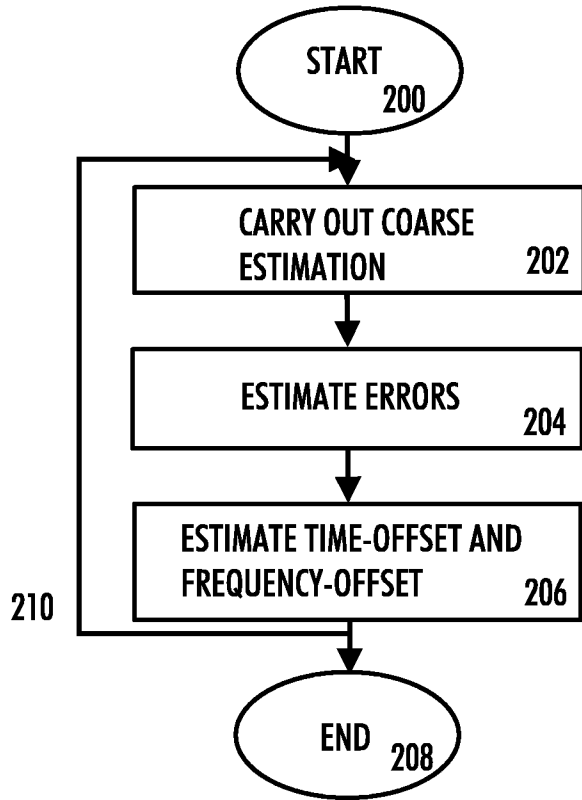 START
200
CARRY OUT COARSE
ESTIMATION
202
ESTIMATE ERRORS
204
ESTIMATE TIME-OFFSET AND
FREQUENCY-OFFSET
206
210
END
208